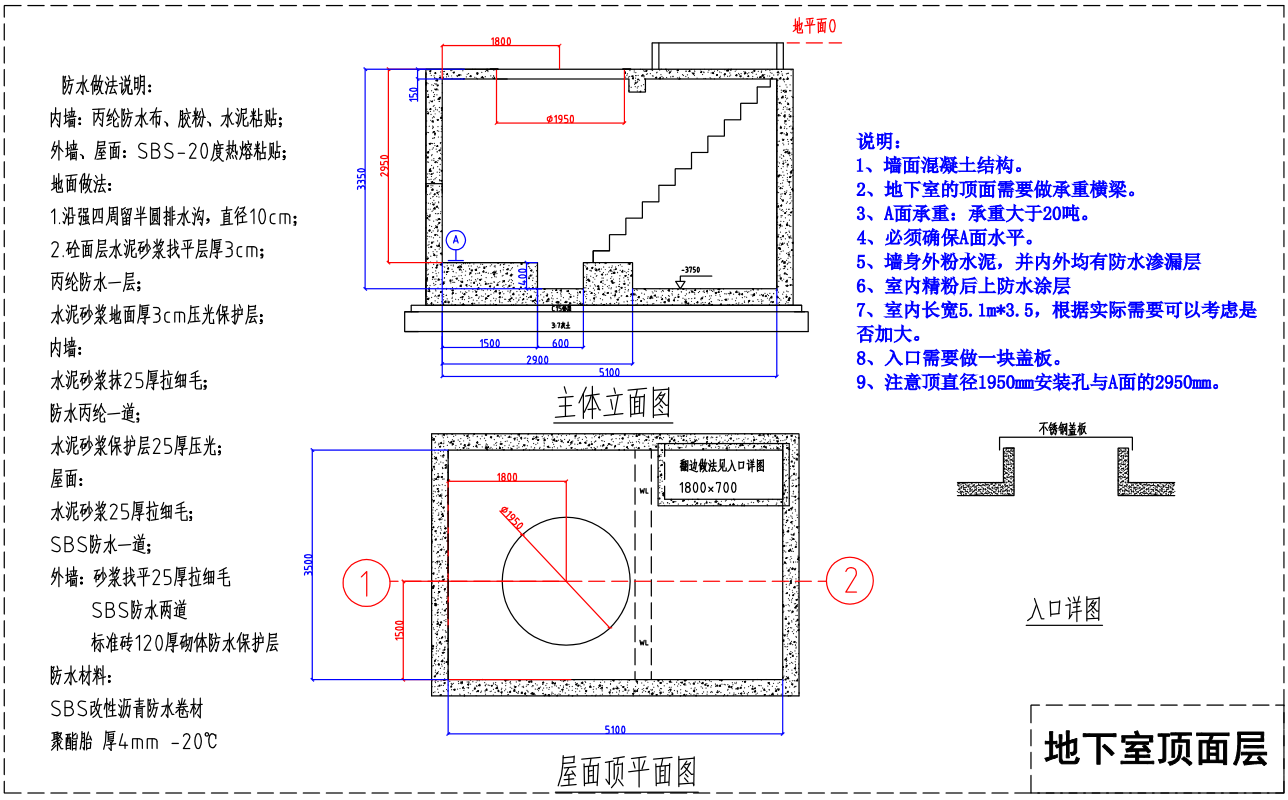 地平面0
防水做法说明:
内墙: 丙纶防水布、胶粉、水泥粘贴;
外墙、屋面: SBS-20度热熔粘贴;
地面做法:
1.沿强四周留半圆排水沟, 直径10cm;
2.砼面层水泥砂浆找平层厚3cm;
丙纶防水一层;
水泥砂浆地面厚3cm压光保护层;
内墙:
水泥砂浆抹25厚拉细毛;
防水丙纶一道;
水泥砂浆保护层25厚压光;
屋面:
水泥砂浆25厚拉细毛;
SBS防水一道;
外墙: 砂浆找平25厚拉细毛
SBS防水两道
标准砖120厚砌体防水保护层
防水材料:
SBS改性沥青防水卷材
聚酯胎 厚4mm -20℃
1800
150
ø1950
2950
3350
A
400
-3750
3:7灰土
1500
600
2900
5100
主体立面图
说明:
1、墙面混凝土结构。
2、地下室的顶面需要做承重横梁。
3、A面承重: 承重大于20吨。
4、必须确保A面水平。
5、墙身外粉水泥, 并内外均有防水渗漏层
6、室内精粉后上防水涂层
7、室内长宽5.1m*3.5, 根据实际需要可以考虑是
否加大。
8、入口需要做一块盖板。
9、注意顶直径1950mm安装孔与A面的2950mm。
不锈钢盖板
入口详图
翻边做法见入口详图
1800×700
1800
WL
ø1950
3500
1
2
1500
WL
5100
屋面顶平面图
地下室顶面层